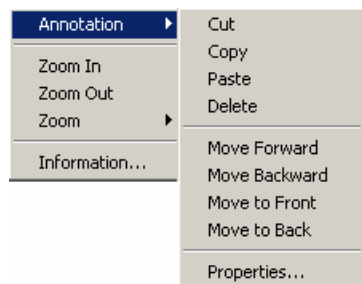 Annotation
Zoom In
Zoom Out
Zoom
Information...
Cut
Copy
Paste
Delete
Move Forward
Move Backward
Move to Front
Move to Back
Properties...